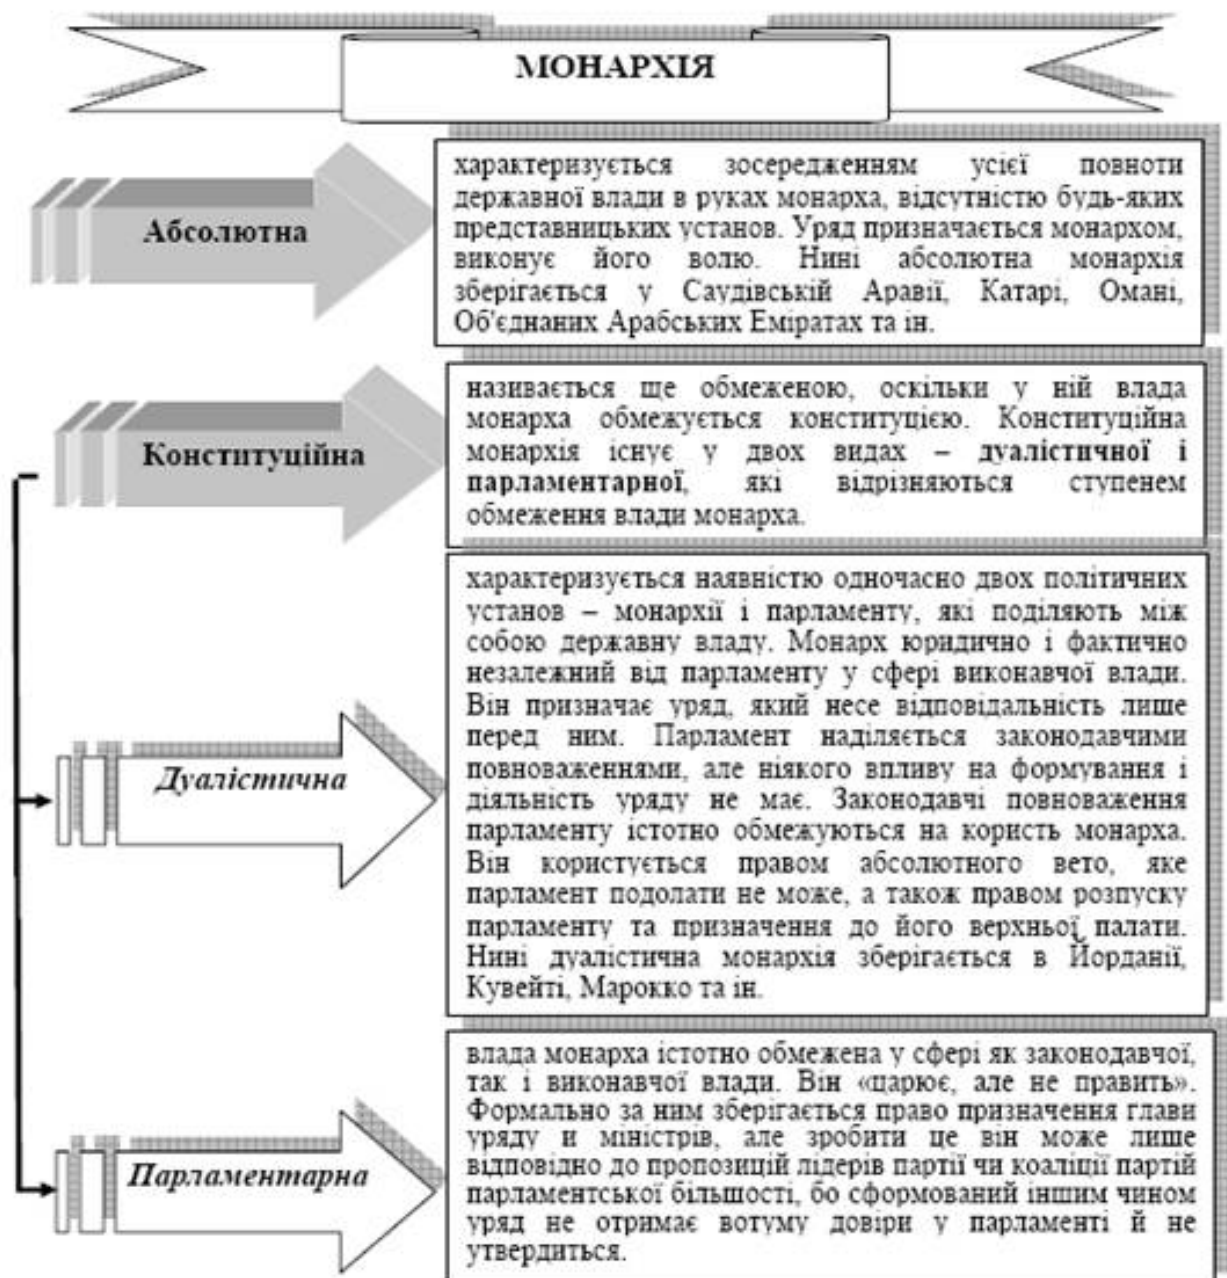 МОНАРХІЯ
Абсолютна
характеризується зосередженням усієї повноти
державної влади в руках монарха, відсутністю будь-яких
представницьких установ. Уряд призначається монархом,
виконує його волю. Нині абсолютна монархія
зберігається у Саудівській Аравії, Катарі, Омані,
Об'єднаних Арабських Еміратах та ін.
Конституційна
називається ще обмеженою, оскільки у ній влада
монарха обмежується конституцією. Конституційна
монархія існує у двох видах – дуалістичної і
парламентарної, які відрізняються ступенем
обмеження влади монарха.
Дуалістична
характеризується наявністю одночасно двох політичних
установ – монархії і парламенту, які поділяють між
собою державну владу. Монарх юридично і фактично
незалежний від парламенту у сфері виконавчої влади.
Він призначає уряд, який несе відповідальність лише
перед ним. Парламент наділяється законодавчими
повноваженнями, але ніякого впливу на формування і
діяльність уряду не має. Законодавчі повноваження
парламенту істотно обмежуються на користь монарха.
Він користується правом абсолютного вето, яке
парламент подолати не може, а також правом розпуску
парламенту та призначення до його верхньої палати.
Нині дуалістична монархія зберігається в Йорданії,
Кувейті, Марокко та ін.
Парламентарна
влада монарха істотно обмежена у сфері як законодавчої,
так і виконавчої влади. Він «царює, але не править».
Формально за ним зберігається право призначення глави
уряду и міністрів, але зробити це він може лише
відповідно до пропозицій лідерів партії чи коаліції партій
парламентської більшості, бо сформований іншим чином
уряд не отримає вотуму довіри у парламенті й не
утвердиться.